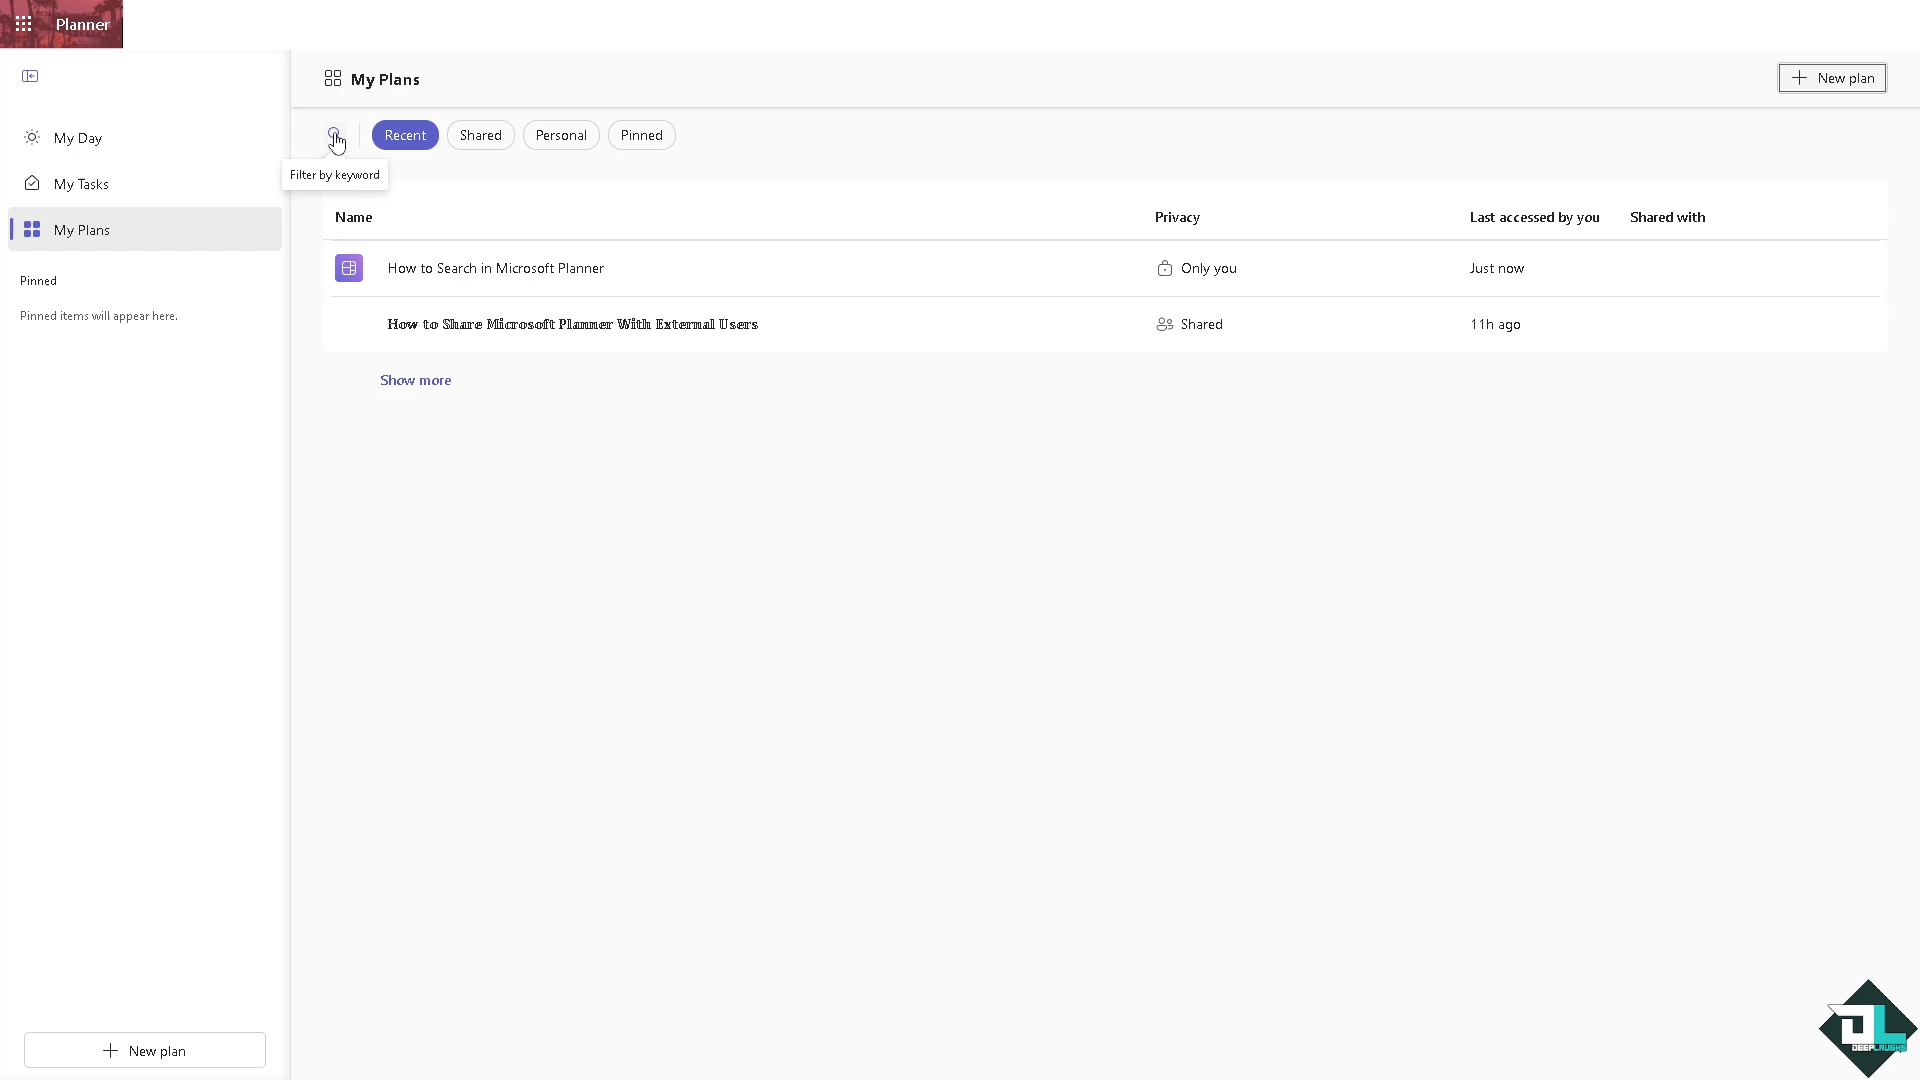 Planner
My Plans
New plan
My Day
Recent
Shared
Personal
Pinned
Filter by keyword
My Tasks
My Plans
Name
Privacy
Last accessed by you
Shared with
How to Search in Microsoft Planner
Only you
Just now
Pinned
Pinned items will appear here.
How to Share Microsoft Planner With External Users
Shared
11h ago
Show more
New plan
DEEPLAUGHS